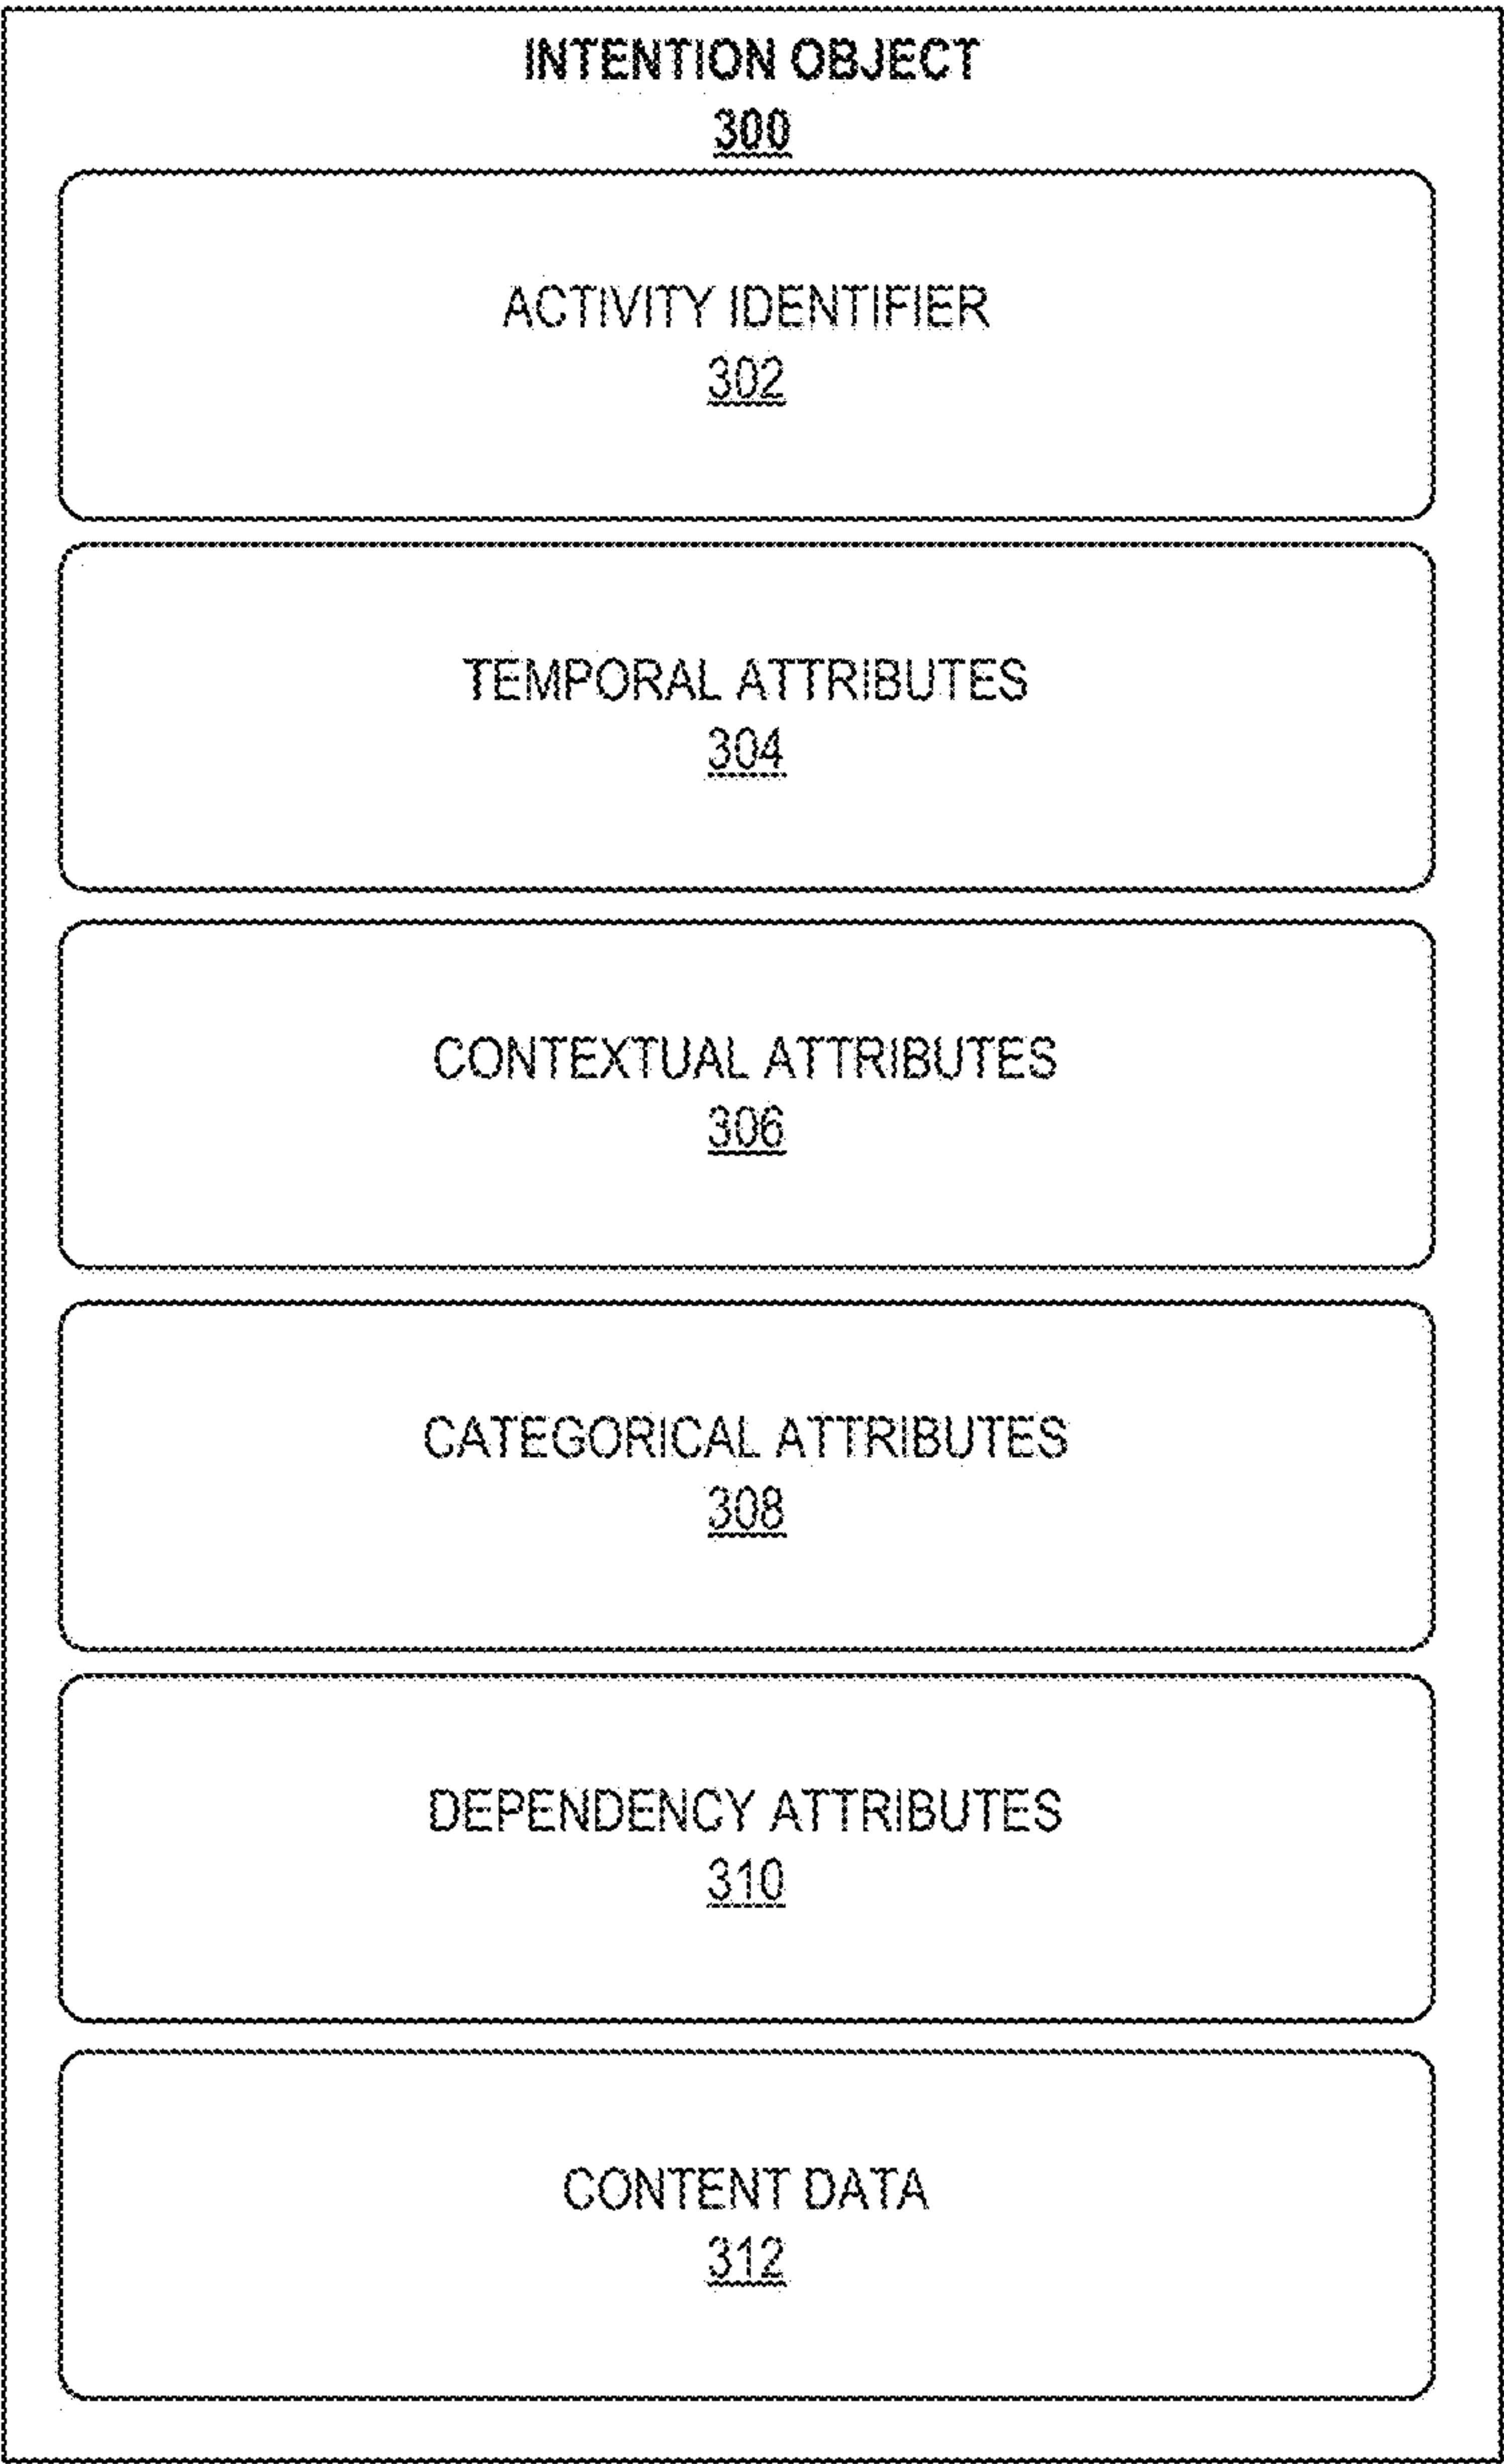 INTENTION OBJECT
300
ACTIVITY IDENTIFIER
302
TEMPORAL ATTRIBUTES
304
CONTEXTUAL ATTRIBUTES
306
CATEGORICAL ATTRIBUTES
308
DEPENDENCY ATTRIBUTES
310
CONTENT DATA
312